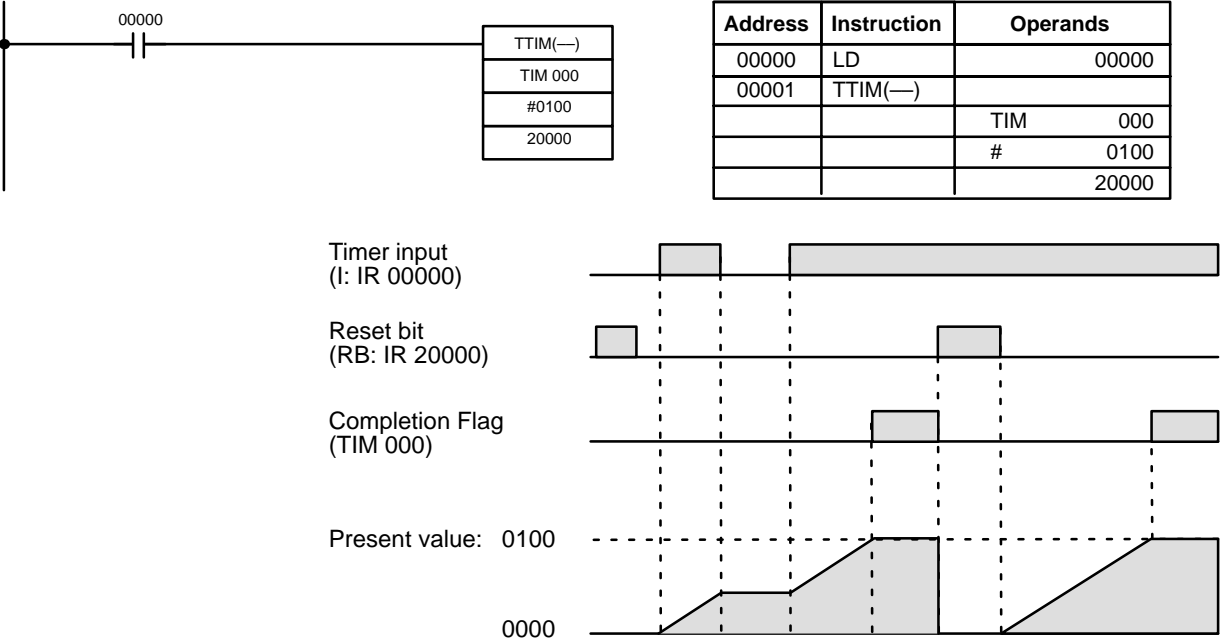 00000
TTIM(—)
TIM 000
#0100
20000
Address Instruction Operands
00000 LD 00000
00001 TTIM(—)
TIM 000
# 0100
20000
Timer input
(I: IR 00000)
Reset bit
(RB: IR 20000)
Completion Flag
(TIM 000)
Present value: 0100
0000